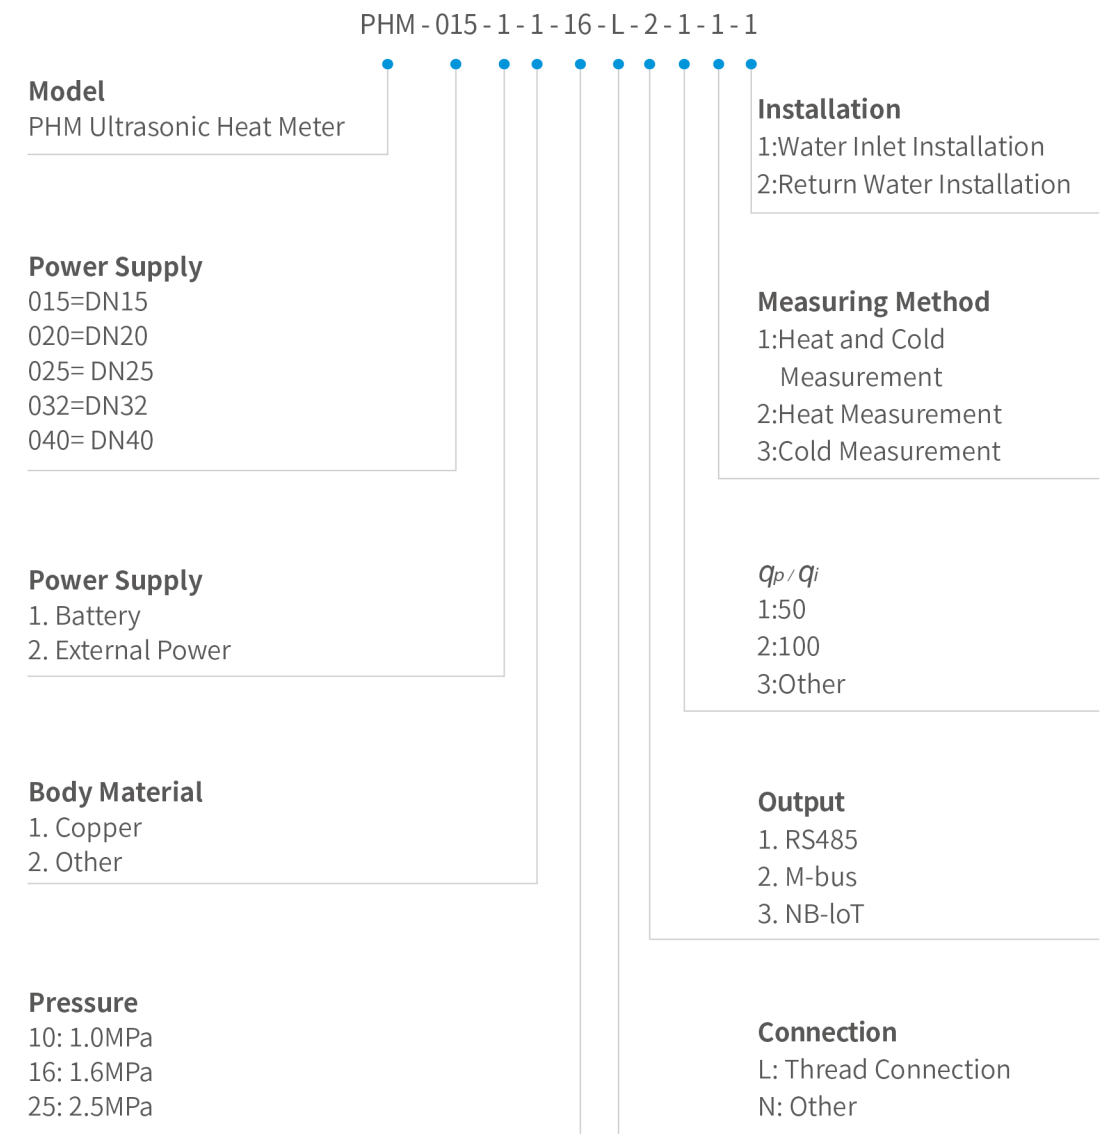 PHM - 015 - 1 - 1 - 16 - L - 2 - 1 - 1 - 1
Model
PHM Ultrasonic Heat Meter
Power Supply
015=DN15
020=DN20
025= DN25
032=DN32
040= DN40
Power Supply
1. Battery
2. External Power
Body Material
1. Copper
2. Other
Pressure
10: 1.0MPa
16: 1.6MPa
25: 2.5MPa
Installation
1:Water Inlet Installation
2:Return Water Installation
Measuring Method
1:Heat and Cold
Measurement
2:Heat Measurement
3:Cold Measurement
qp / qi
1:50
2:100
3:Other
Output
1. RS485
2. M-bus
3. NB-loT
Connection
L: Thread Connection
N: Other